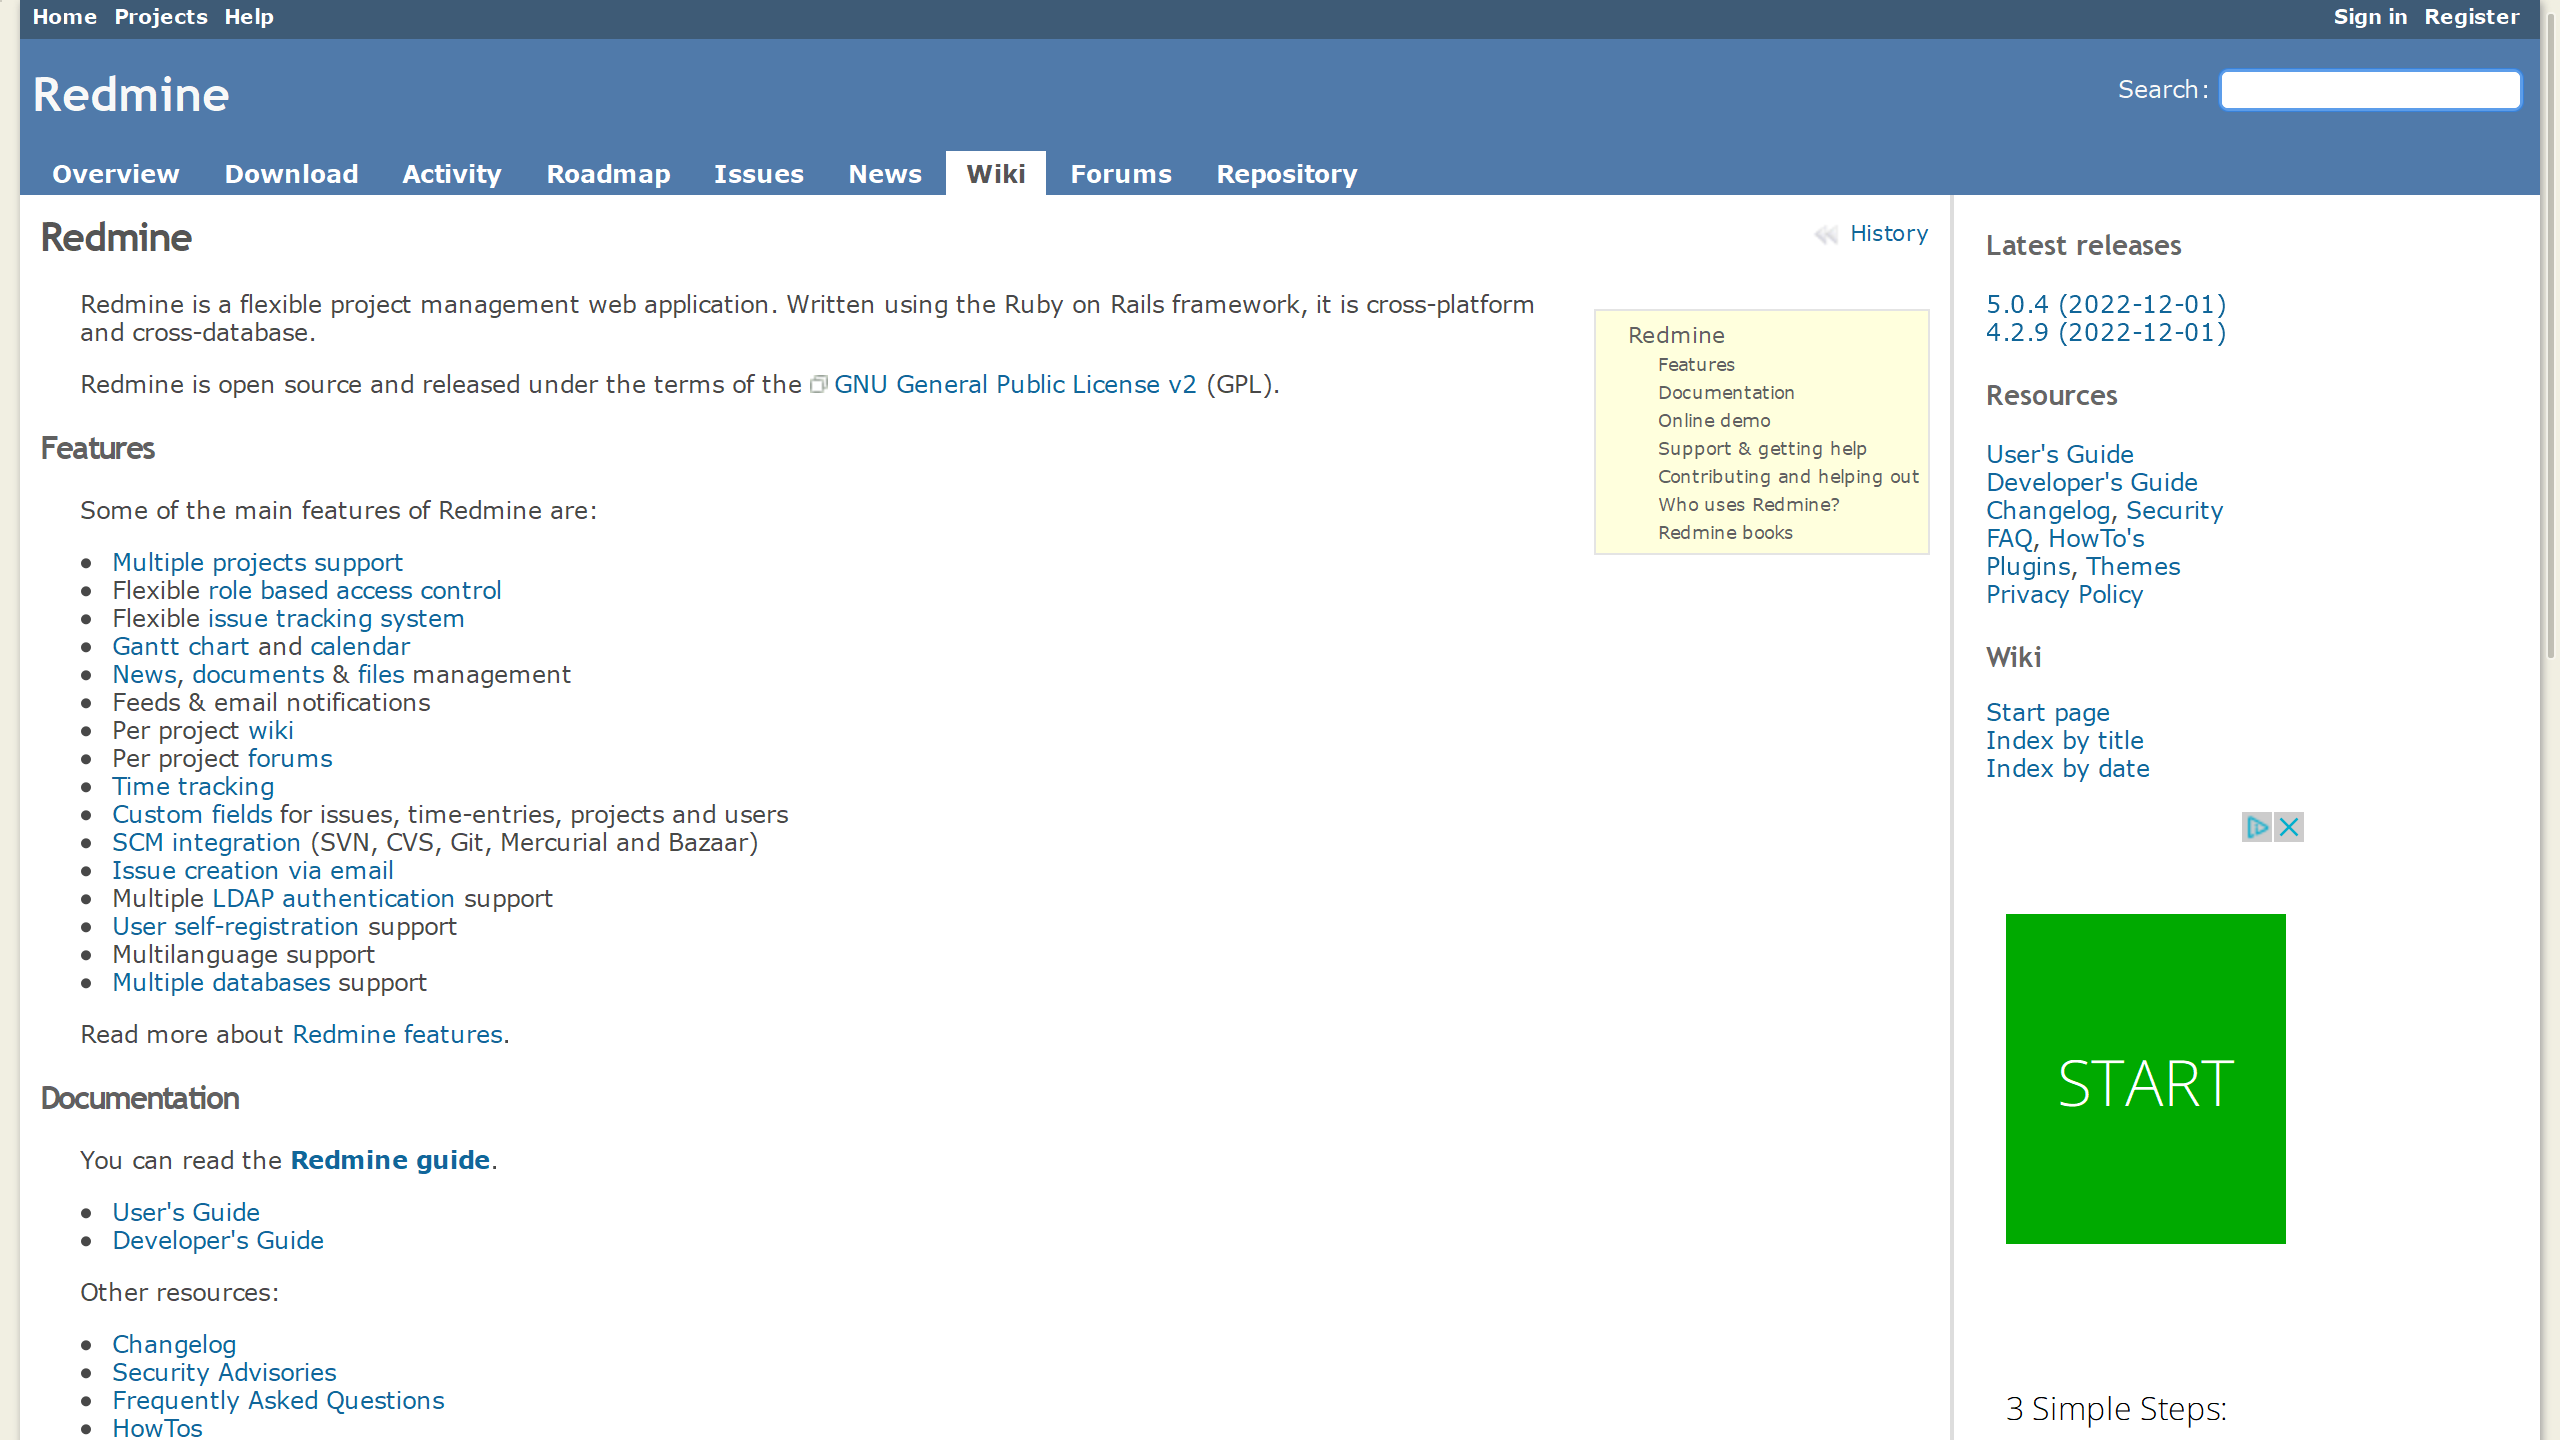 Home Projects Help
Sign in Register
Redmine
Search:
Overview Download Activity Roadmap Issues News Wiki Forums Repository
Redmine
History
Redmine is a flexible project management web application. Written using the Ruby on Rails framework, it is cross-platform
and cross-database.
Redmine is open source and released under the terms of the GNU General Public License v2 (GPL).
Redmine
Features
Documentation
Online demo
Support & getting help
Contributing and helping out
Who uses Redmine?
Redmine books
Features
Some of the main features of Redmine are:
Multiple projects support
Flexible role based access control
Flexible issue tracking system
Gantt chart and calendar
News, documents & files management
Feeds & email notifications
Per project wiki
Per project forums
Time tracking
Custom fields for issues, time-entries, projects and users
SCM integration (SVN, CVS, Git, Mercurial and Bazaar)
Issue creation via email
Multiple LDAP authentication support
User self-registration support
Multilanguage support
Multiple databases support
Read more about Redmine features.
Documentation
You can read the Redmine guide.
User's Guide
Developer's Guide
Other resources:
Changelog
Security Advisories
Frequently Asked Questions
HowTos
Latest releases
5.0.4 (2022-12-01)
4.2.9 (2022-12-01)
Resources
User's Guide
Developer's Guide
Changelog, Security
FAQ, HowTo's
Plugins, Themes
Privacy Policy
Wiki
Start page
Index by title
Index by date
START
3 Simple Steps: